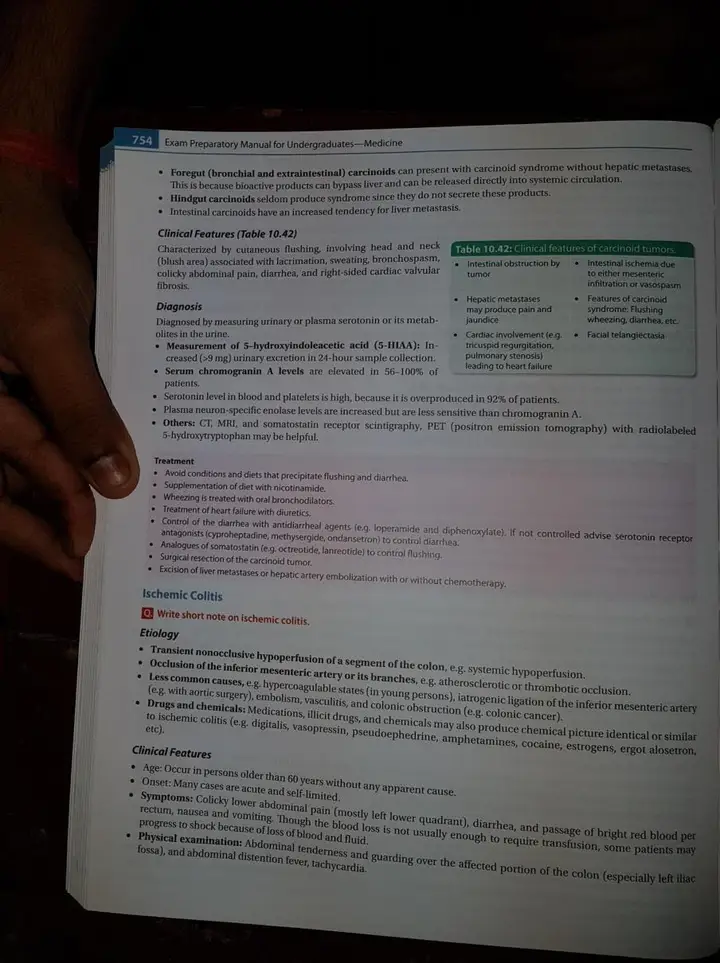 754 Exam Preparatory Manual for Undergraduates—Medicine
• Foregut (bronchial and extraintestinal) carcinoids can present with carcinoid syndrome without hepatic metastases.
This is because bioactive products can bypass liver and can be released directly into systemic circulation.
• Hindgut carcinoids seldom produce syndrome since they do not secrete these products.
• Intestinal carcinoids have an increased tendency for liver metastasis.
Clinical Features (Table 10.42)
Characterized by cutaneous flushing, involving head and neck
(blush area) associated with lacrimation, sweating, bronchospasm,
colicky abdominal pain, diarrhea, and right-sided cardiac valvular
fibrosis.
Diagnosis
Diagnosed by measuring urinary or plasma serotonin or its metab-
olites in the urine.
• Measurement of 5-hydroxyindoleacetic acid (5-HIAA): In-
creased (>9 mg) urinary excretion in 24-hour sample collection.
• Serum chromogranin A levels are elevated in 56–100% of
patients.
Table 10.42: Clinical features of carcinoid tumors.
• Intestinal obstruction by
tumor
• Intestinal ischemia due
to either mesenteric
infiltration or vasospasm
• Hepatic metastases
may produce pain and
jaundice
• Features of carcinoid
syndrome: Flushing
wheezing, diarrhea, etc.
• Cardiac involvement (e.g.
tricuspid regurgitation,
pulmonary stenosis)
leading to heart failure
• Facial telangiectasia
• Serotonin level in blood and platelets is high, because it is overproduced in 92% of patients.
• Plasma neuron-specific enolase levels are increased but are less sensitive than chromogranin A.
• Others: CT, MRI, and somatostatin receptor scintigraphy, PET (positron emission tomography) with radiolabeled
5-hydroxytryptophan may be helpful.
Treatment
• Avoid conditions and diets that precipitate flushing and diarrhea.
• Supplementation of diet with nicotinamide.
• Wheezing is treated with oral bronchodilators.
• Treatment of heart failure with diuretics.
• Control of the diarrhea with antidiarrheal agents (e.g. loperamide and diphenoxylate). If not controlled advise serotonin receptor
antagonists (cyproheptadine, methysergide, ondansetron) to control diarrhea.
• Analogues of somatostatin (e.g. octreotide, lanreotide) to control flushing.
• Surgical resection of the carcinoid tumor.
• Excision of liver metastases or hepatic artery embolization with or without chemotherapy.
Ischemic Colitis
Q. Write short note on ischemic colitis.
Etiology
• Transient nonocclusive hypoperfusion of a segment of the colon, e.g. systemic hypoperfusion.
• Occlusion of the inferior mesenteric artery or its branches, e.g. atherosclerotic or thrombotic occlusion.
• Less common causes, e.g. hypercoagulable states (in young persons), iatrogenic ligation of the inferior mesenteric artery
(e.g. with aortic surgery), embolism, vasculitis, and colonic obstruction (e.g. colonic cancer).
• Drugs and chemicals: Medications, illicit drugs, and chemicals may also produce chemical picture identical or similar
to ischemic colitis (e.g. digitalis, vasopressin, pseudoephedrine, amphetamines, cocaine, estrogens, ergot alosetron,
etc).
Clinical Features
• Age: Occur in persons older than 60 years without any apparent cause.
• Onset: Many cases are acute and self-limited.
• Symptoms: Colicky lower abdominal pain (mostly left lower quadrant), diarrhea, and passage of bright red blood per
rectum, nausea and vomiting. Though the blood loss is not usually enough to require transfusion, some patients may
progress to shock because of loss of blood and fluid.
• Physical examination: Abdominal tenderness and guarding over the affected portion of the colon (especially left iliac
fossa), and abdominal distention fever, tachycardia.